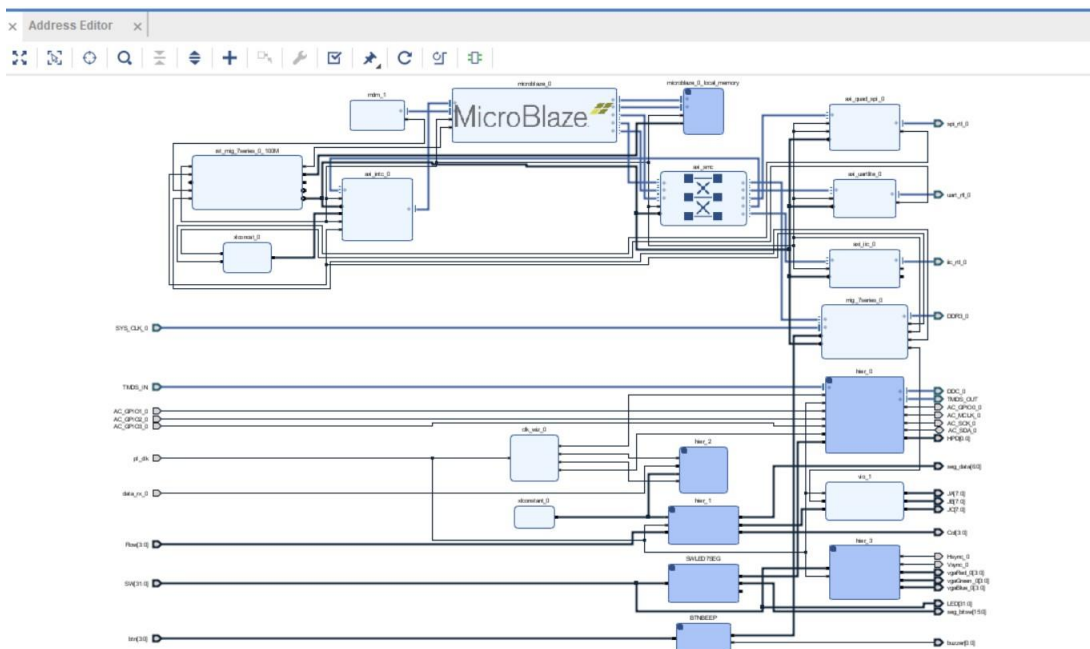 Address Editor
microblaze_0
microblaze_0_local_memory
mdm_1
MicroBlaze
axi_quad_spi_0
spi_rtl_0
axi_smc
axi_intc_0
axi_uartlite_0
uart_rtl_0
xlconcat_0
axi_iic_0
iic_rtl_0
mig_7series_0
SYS_CLK_0
DDR3_0
hier_0
TMDS_IN
DDC_0
TMDS_OUT
AC_GPIO1_0
AC_GPIO0_0
AC_GPIO2_0
AC_MCLK_0
AC_GPIO3_0
AC_SCK_0
AC_SDA_0
HPD[0:0]
clk_wiz_0
hier_2
pl_clk
seg_data[6:0]
vio_1
data_rx_0
xlconstant_0
hier_1
JA[7:0]
JB[7:0]
JC[7:0]
Row[3:0]
Col[3:0]
hier_3
SWLED7SEG
Hsync_0
Vsync_0
vgaRed_0[3:0]
vgaGreen_0[3:0]
vgaBlue_0[3:0]
SW[31:0]
LED[31:0]
BTNBEEP
btn[3:0]
buzzer[0:0]